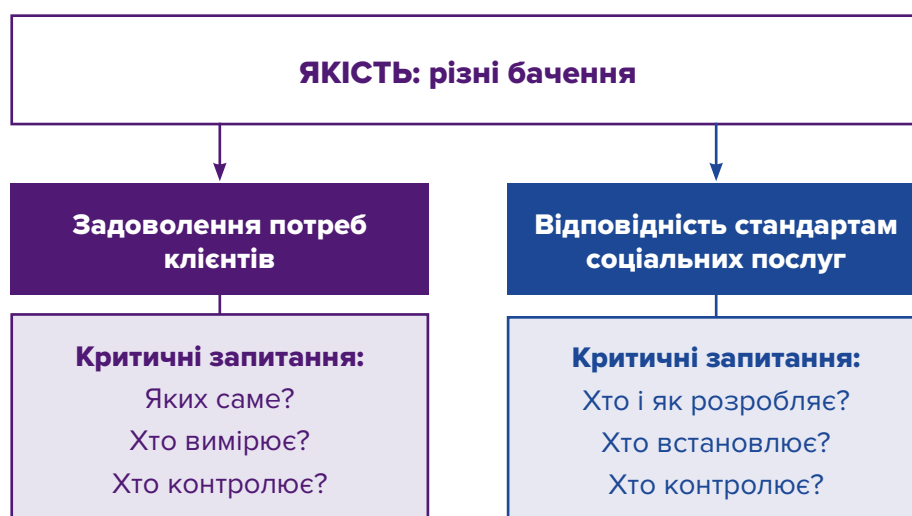 ЯКІСТЬ: різні бачення
Задоволення потреб
клієнтів
Критичні запитання:
Яких саме?
Хто вимірює?
Хто контролює?
Відповідність стандартам
соціальних послуг
Критичні запитання:
Хто і як розробляє?
Хто встановлює?
Хто контролює?